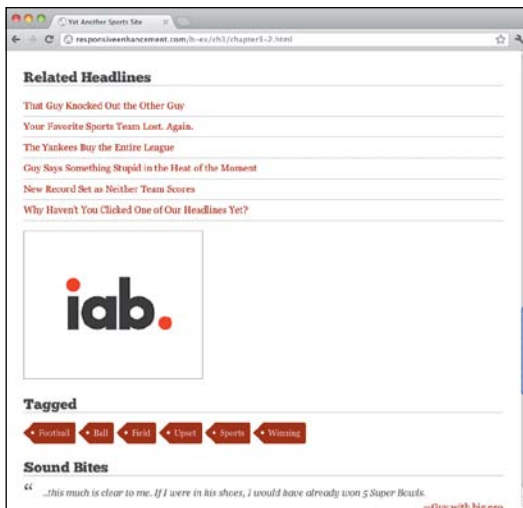 Yet Another Sports Site
responsiveenhancement.com/b-ex/ch3/chapter3-2.html
Related Headlines
That Guy Knocked Out the Other Guy
Your Favorite Sports Team Lost. Again.
The Yankees Buy the Entire League
Guy Says Something Stupid in the Heat of the Moment
New Record Set as Neither Team Scores
Why Haven't You Clicked One of Our Headlines Yet?
iab.
Tagged
Football Ball Field Upset Sports Winning
Sound Bites
“ ..this much is clear to me. If I were in his shoes, I would have already won 5 Super Bowls.
—Guy with big ego